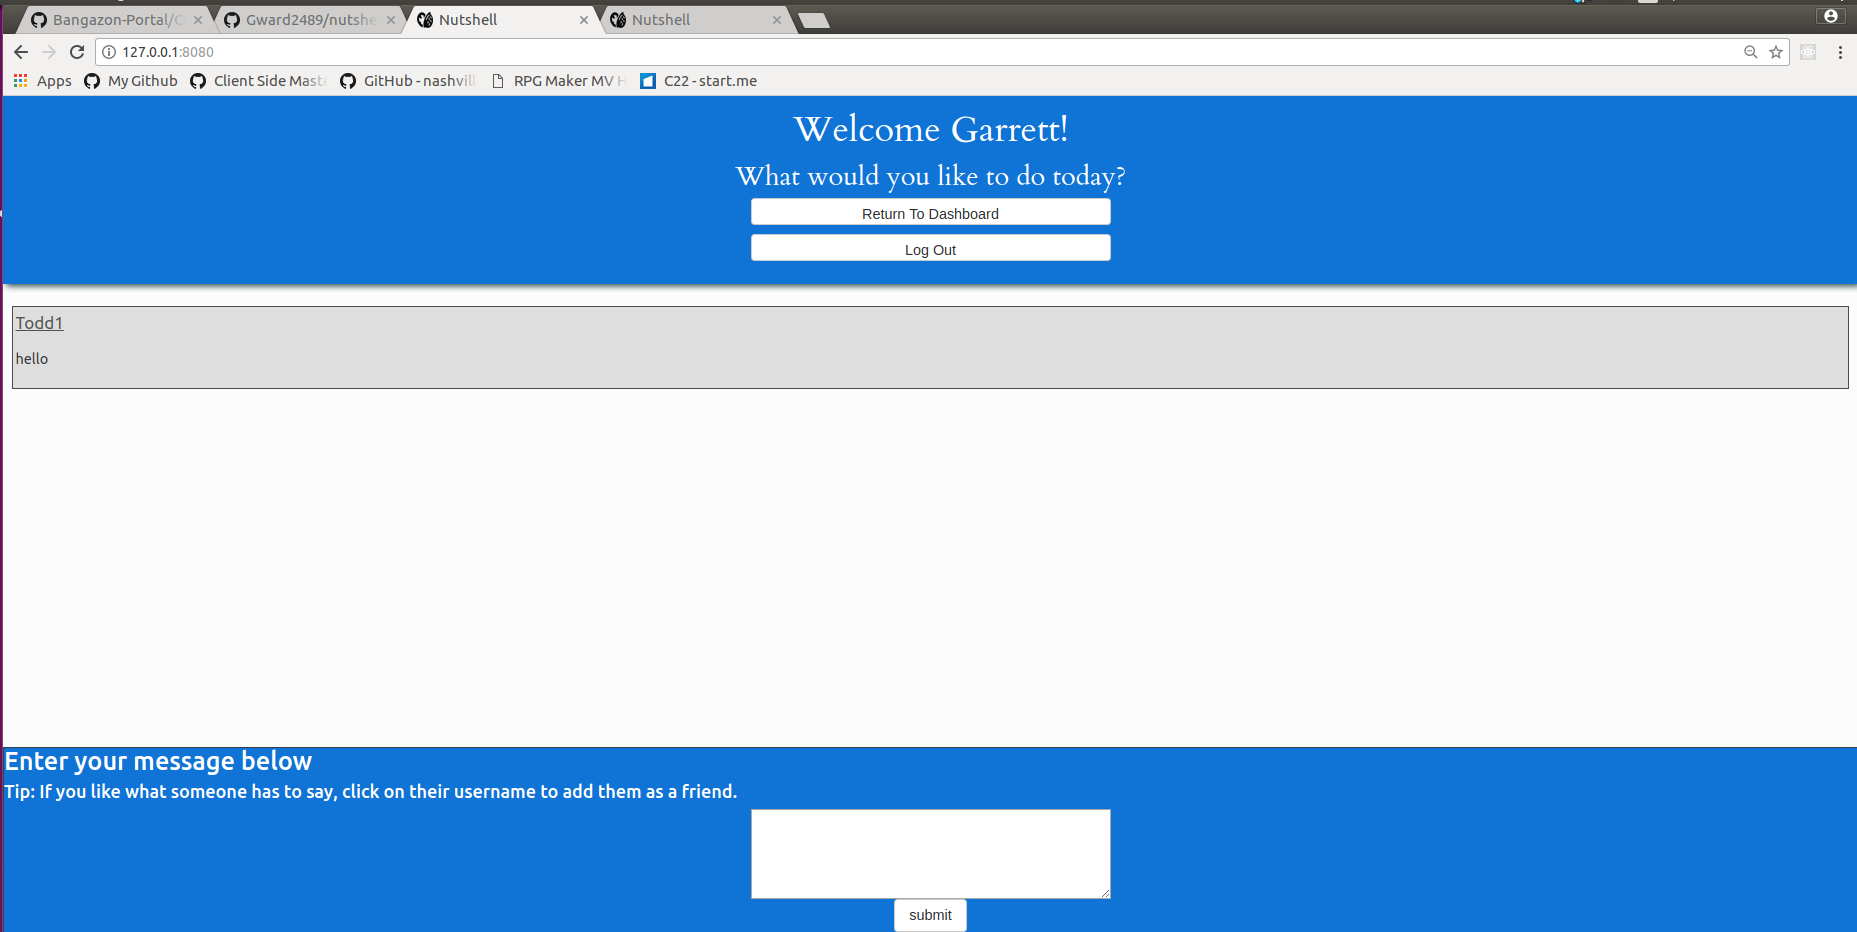 Bangazon-Portal/C
Gward2489/nutshe
Nutshell
Nutshell
127.0.0.1:8080
Apps
My Github
Client Side Maste
GitHub - nashvill
RPG Maker MV H
C22 - start.me
Welcome Garrett!
What would you like to do today?
Return To Dashboard
Log Out
Todd1
hello
Enter your message below
Tip: If you like what someone has to say, click on their username to add them as a friend.
submit